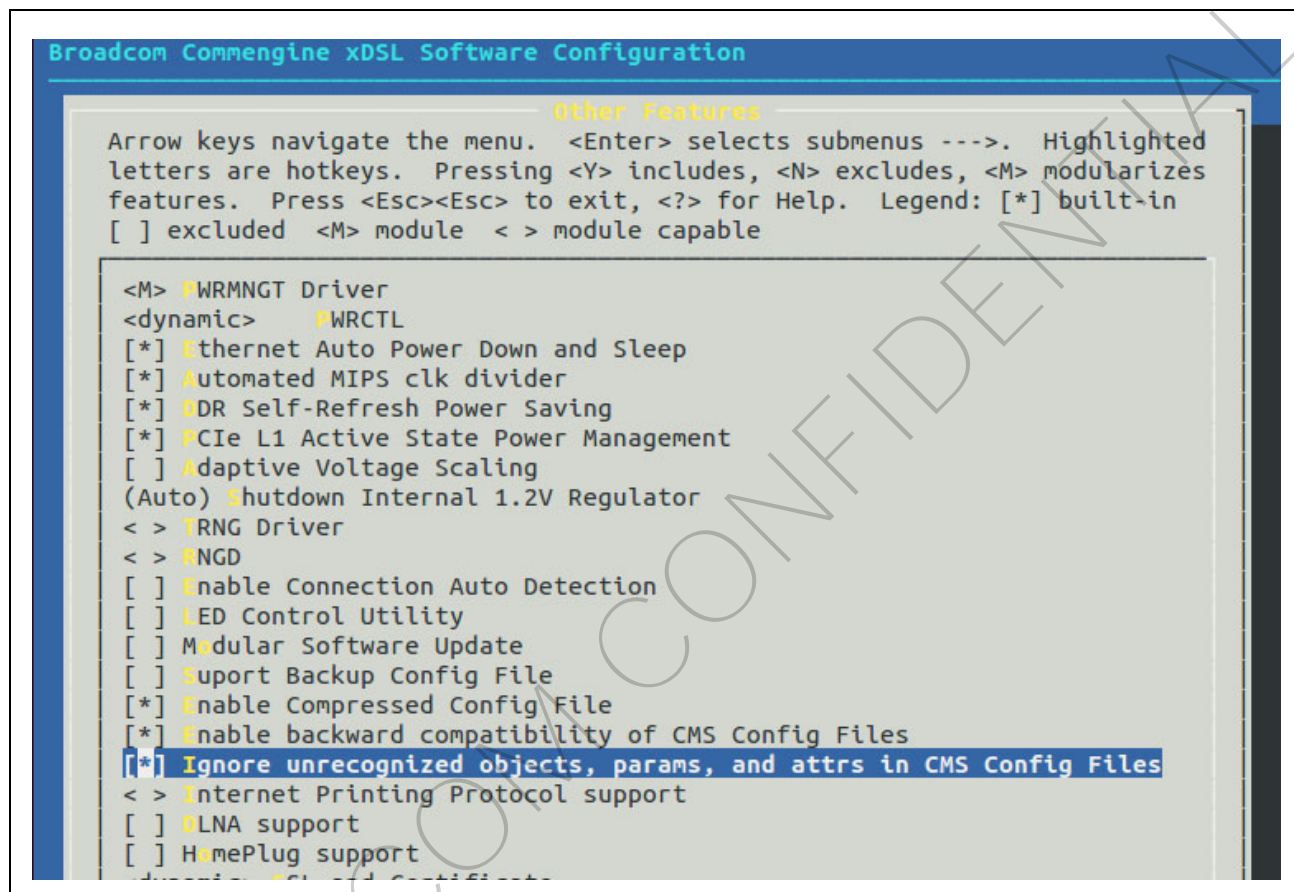 Broadcom Commengine xDSL Software Configuration
Other Features
Arrow keys navigate the menu.  <Enter> selects submenus --->.  Highlighted
letters are hotkeys.  Pressing <Y> includes, <N> excludes, <M> modularizes
features.  Press <Esc><Esc> to exit, <?> for Help.  Legend: [*] built-in
[ ] excluded  <M> module  < > module capable
<M> PWRMNGT Driver
<dynamic>    PWRCTL
[*] Ethernet Auto Power Down and Sleep
[*] Automated MIPS clk divider
[*] DDR Self-Refresh Power Saving
[*] PCIe L1 Active State Power Management
[ ] Adaptive Voltage Scaling
(Auto) Shutdown Internal 1.2V Regulator
< > TRNG Driver
< > RNGD
[ ] Enable Connection Auto Detection
[ ] LED Control Utility
[ ] Modular Software Update
[ ] Suport Backup Config File
[*] Enable Compressed Config File
[*] Enable backward compatibility of CMS Config Files
[*] Ignore unrecognized objects, params, and attrs in CMS Config Files
< > Internet Printing Protocol support
[ ] DLNA support
[ ] HomePlug support
COM CONFIDENTIAL